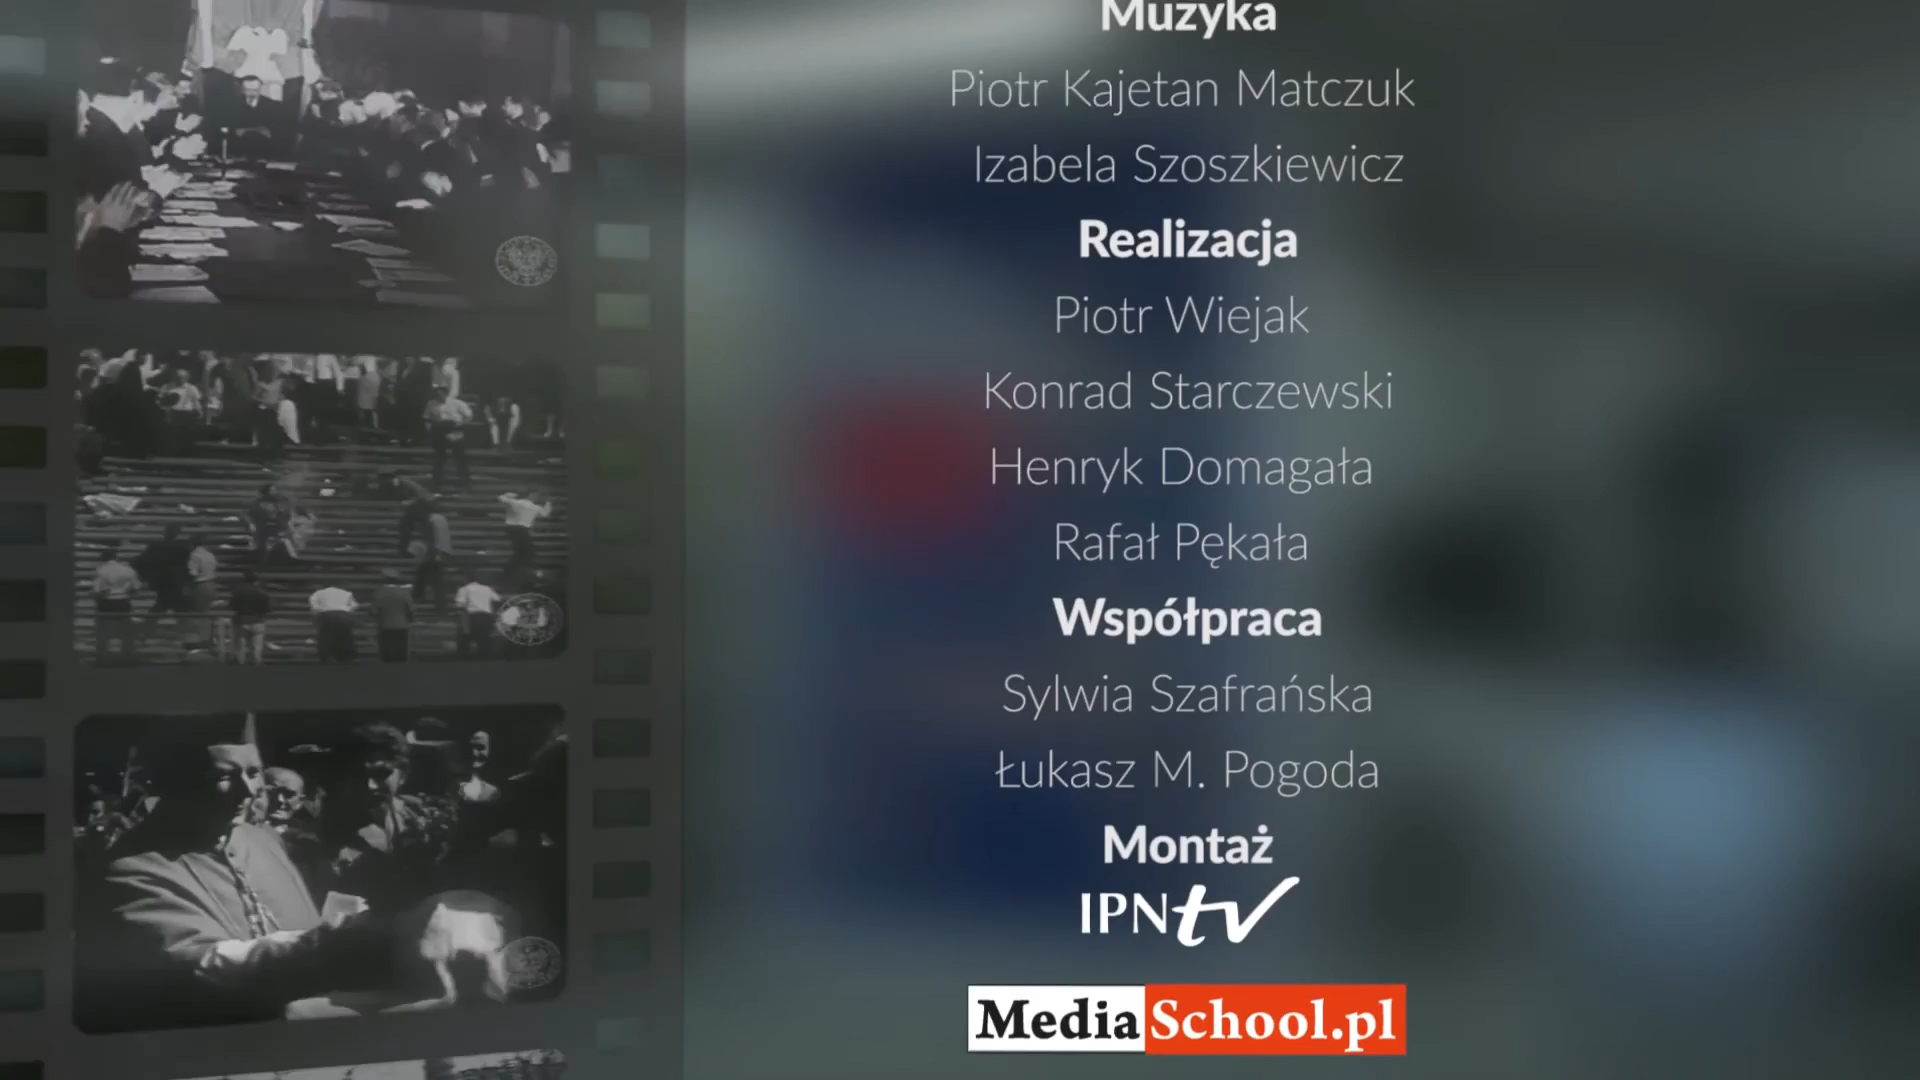 Muzyka
Piotr Kajetan Matczuk
Izabela Szoszkiewicz
Realizacja
Piotr Wiejak
Konrad Starczewski
Henryk Domagała
Rafał Pękała
Współpraca
Sylwia Szafrańska
Łukasz M. Pogoda
Montaż
IPNtv
MediaSchool.pl